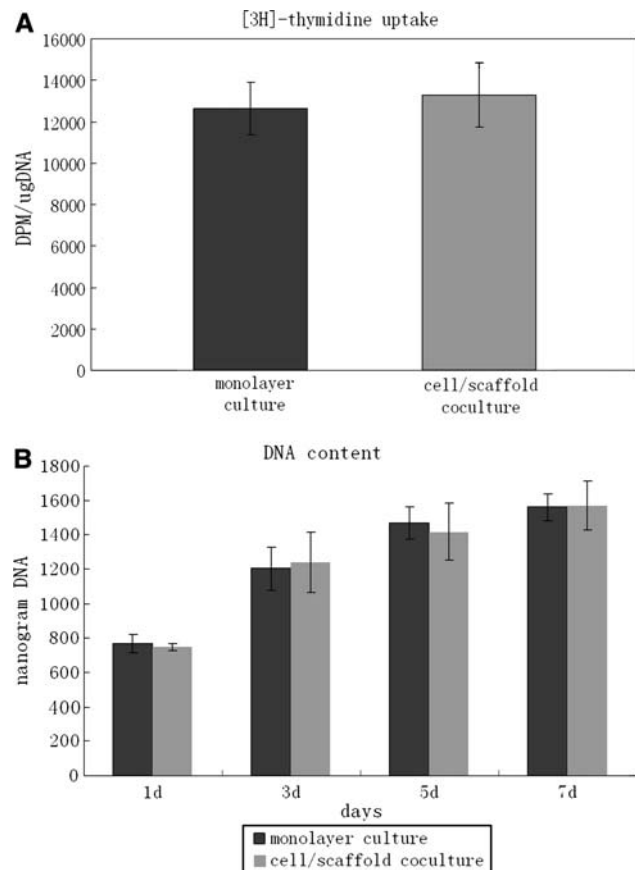 A
[3H]-thymidine uptake
16000
14000
12000
10000
8000
6000
4000
2000
0
DPM/ugDNA
monolayer
culture
cell/scaffold
coculture
B
DNA content
1800
1600
1400
1200
1000
800
600
400
200
0
nanogram DNA
1d
3d
5d
7d
days
monolayer culture
cell/scaffold coculture